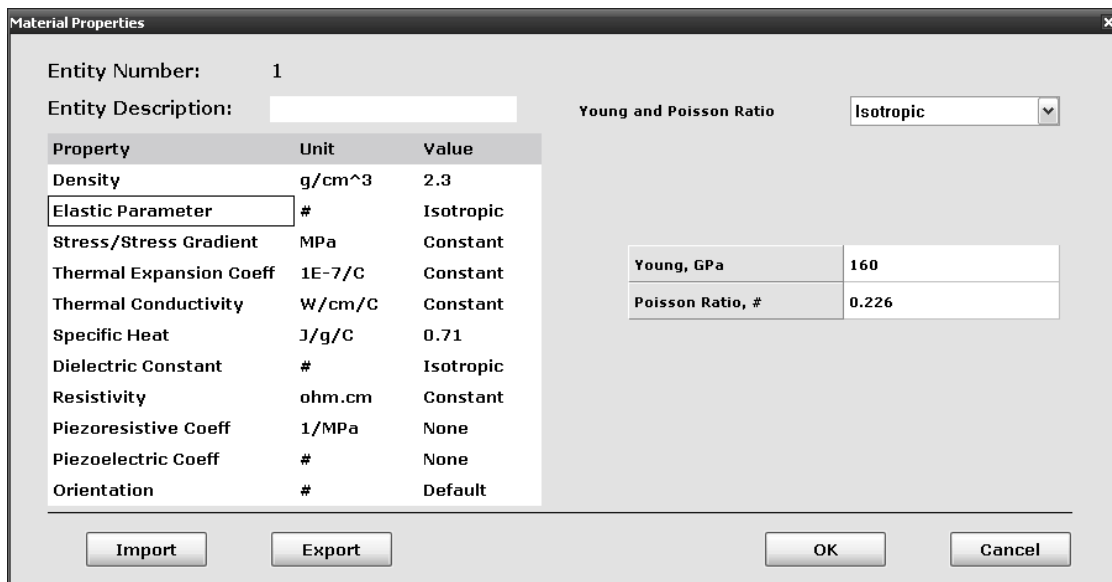 Material Properties
Entity Number: 1
Entity Description:
Young and Poisson Ratio Isotropic
Property Unit Value
Density g/cm^3 2.3
Elastic Parameter # Isotropic
Stress/Stress Gradient MPa Constant
Thermal Expansion Coeff 1E-7/C Constant
Thermal Conductivity W/cm/C Constant
Specific Heat J/g/C 0.71
Dielectric Constant # Isotropic
Resistivity ohm.cm Constant
Piezoresistive Coeff 1/MPa None
Piezoelectric Coeff # None
Orientation # Default
Young, GPa 160
Poisson Ratio, # 0.226
Import Export OK Cancel